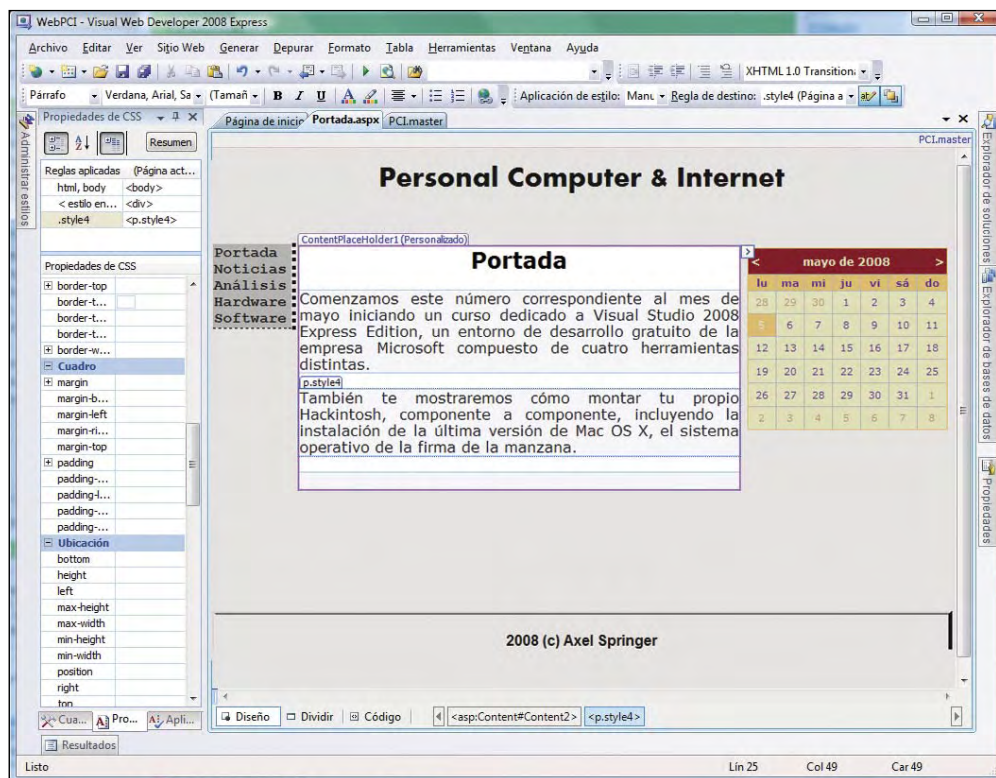 WebPCI - Visual Web Developer 2008 Express
Archivo Editar Ver Sitio Web Generar Depurar Formato Tabla Herramientas Ventana Ayuda
XHTML 1.0 Transition
Párrafo Verdana, Arial, Sa (Tamañ B I U Aplicación de estilo: Manu Regla de destino: .style4 (Página a
Administrar estilos
Propiedades de CSS
Resumen
Reglas aplicadas (Página act...
html, body <body>
< estilo en... <div>
.style4 <p.style4>
Propiedades de CSS
border-top
border-t...
border-t...
border-t...
border-w...
Cuadro
margin
margin-b...
margin-left
margin-ri...
margin-top
padding
padding-...
padding-l...
padding-...
padding-...
Ubicación
bottom
height
left
max-height
max-width
min-height
min-width
position
right
top
Cua... Pro... Apli...
Página de inicio Portada.aspx PCI.master
PCI.master
Personal Computer & Internet
Portada
Noticias
Análisis
Hardware
Software
ContentPlaceHolder1 (Personalizado)
Portada
Comenzamos este número correspondiente al mes de
mayo iniciando un curso dedicado a Visual Studio 2008
Express Edition, un entorno de desarrollo gratuito de la
empresa Microsoft compuesto de cuatro herramientas
distintas.
p.style4
También te mostraremos cómo montar tu propio
Hackintosh, componente a componente, incluyendo la
instalación de la última versión de Mac OS X, el sistema
operativo de la firma de la manzana.
< mayo de 2008 >
lu ma mi ju vi sá do
28 29 30 1 2 3 4
5 6 7 8 9 10 11
12 13 14 15 16 17 18
19 20 21 22 23 24 25
26 27 28 29 30 31 1
2 3 4 5 6 7 8
2008 (c) Axel Springer
Diseño Dividir Código <asp:Content#Content2> <p.style4>
Explorador de soluciones
Explorador de bases de datos
Propiedades
Resultados
Listo Lín 25 Col 49 Car 49